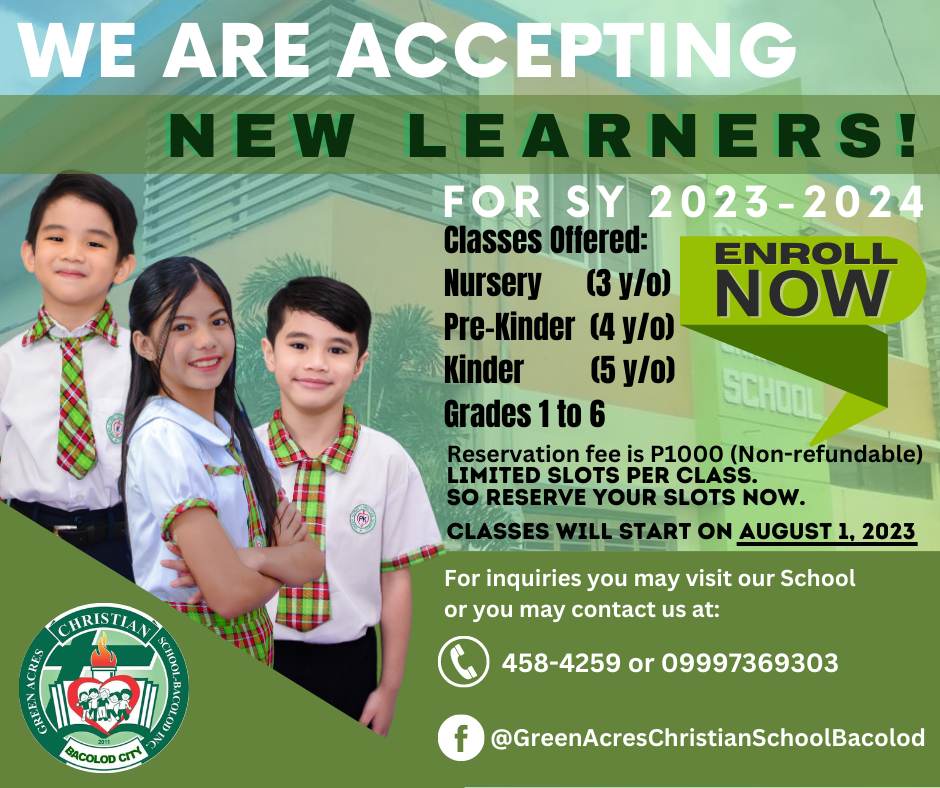 WE ARE ACCEPTING
NEW LEARNERS!
FOR SY 2023-2024
Classes Offered:
Nursery (3 y/o)
Pre-Kinder (4 y/o)
Kinder (5 y/o)
Grades 1 to 6
ENROLL
NOW
SCHOOL
Reservation fee is P1000 (Non-refundable)
LIMITED SLOTS PER CLASS.
SO RESERVE YOUR SLOTS NOW.
CLASSES WILL START ON AUGUST 1, 2023
For inquiries you may visit our School
or you may contact us at:
458-4259 or 09997369303
@GreenAcresChristianSchoolBacolod
GREEN ACRES CHRISTIAN SCHOOL-BACOLOD INC.
2011
BACOLOD CITY